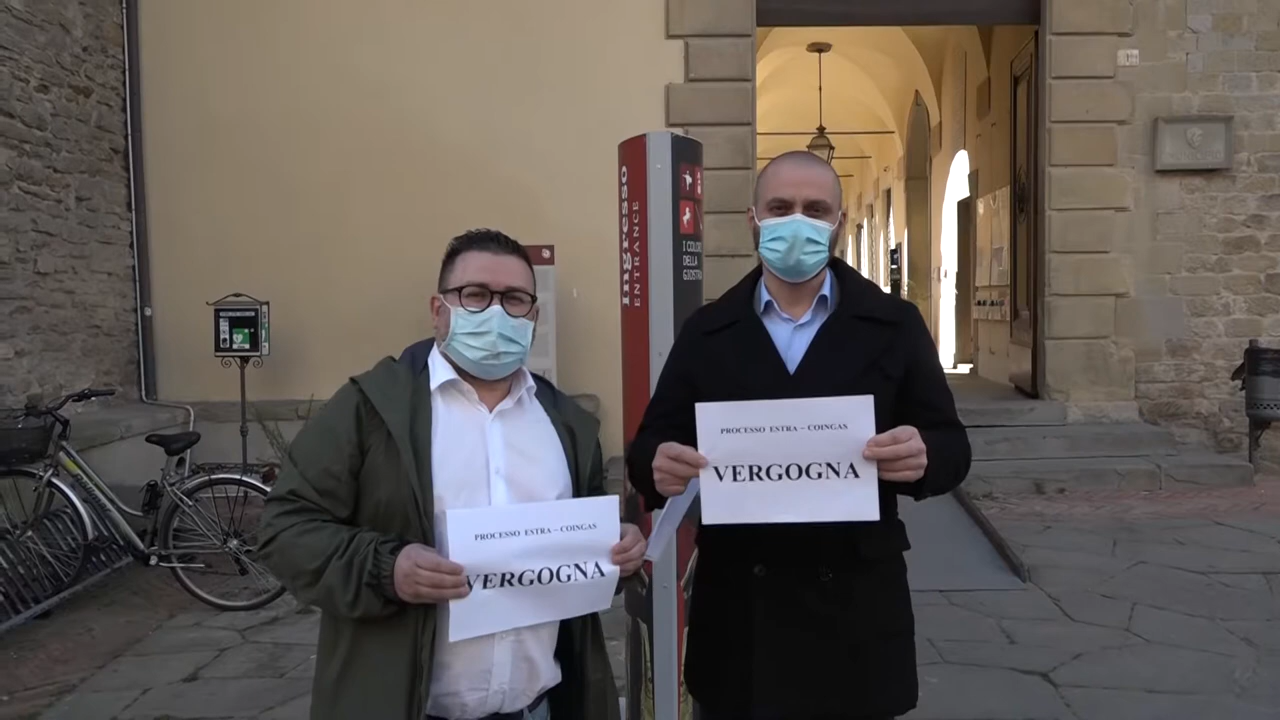 Ingresso
ENTRANCE
I COLORI
DELLA
GIOSTRA
PROCESSO ESTRA – COINGAS
VERGOGNA
PROCESSO ESTRA – COINGAS
VERGOGNA